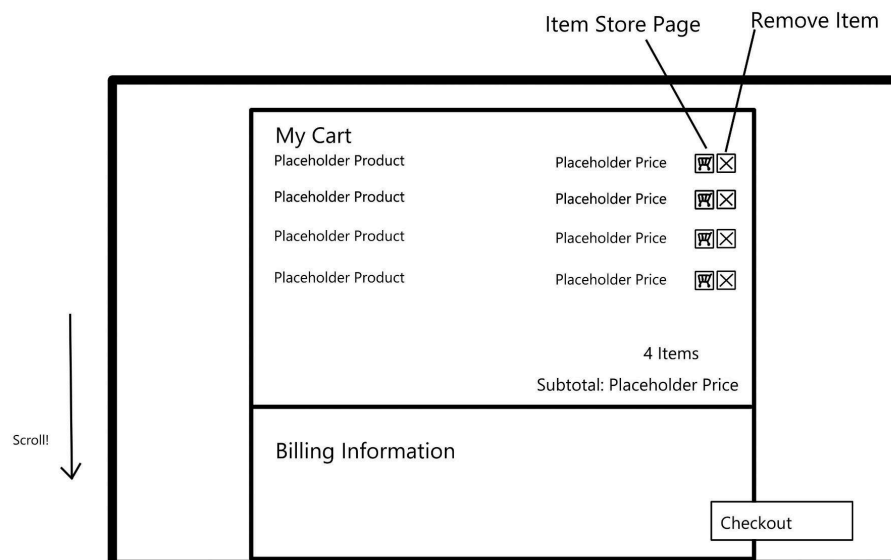 Item Store Page
Remove Item
My Cart
Placeholder Product
Placeholder Price
Placeholder Product
Placeholder Price
Placeholder Product
Placeholder Price
Placeholder Product
Placeholder Price
4 Items
Subtotal: Placeholder Price
Scroll!
Billing Information
Checkout